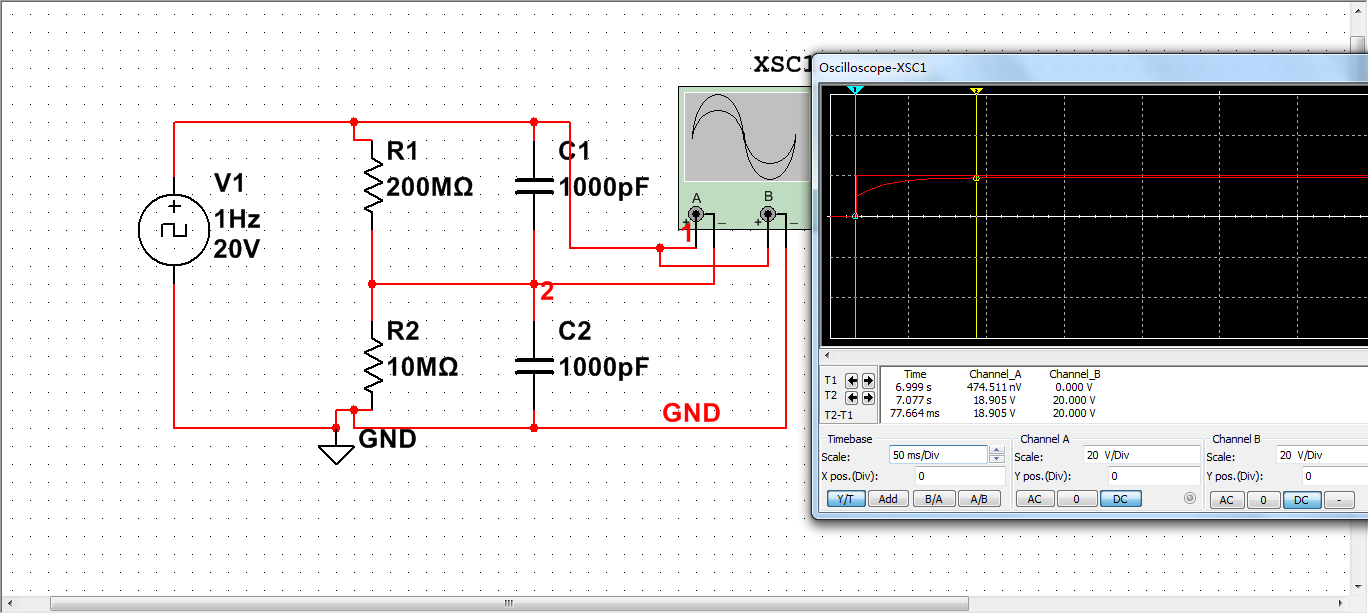 XSC1
V1
1Hz
20V
R1
200MΩ
C1
1000pF
A
B
+
–
+
–
1
2
R2
10MΩ
C2
1000pF
GND
GND
Oscilloscope-XSC1
1
2
Time Channel_A Channel_B
T1 6.999 s 474.511 nV 0.000 V
T2 7.077 s 18.905 V 20.000 V
T2-T1 77.664 ms 18.905 V 20.000 V
Timebase
Scale: 50 ms/Div
X pos.(Div): 0
Y/T Add B/A A/B
Channel A
Scale: 20 V/Div
Y pos.(Div): 0
AC 0 DC
Channel B
Scale: 20 V/Div
Y pos.(Div): 0
AC 0 DC -